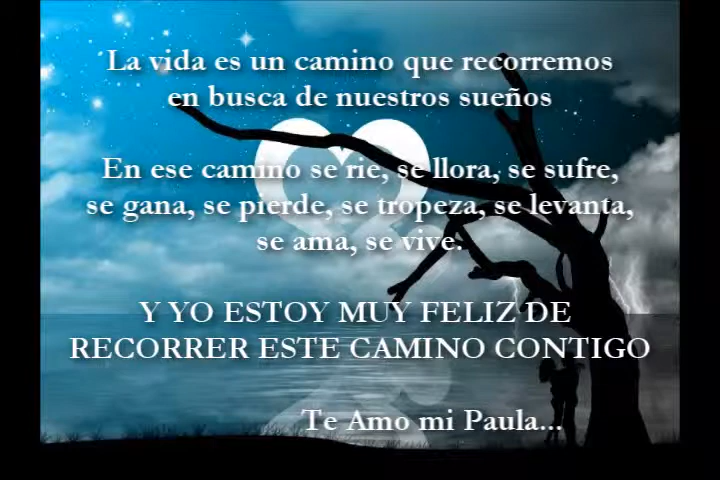 La vida es un camino que recorremos
en busca de nuestros sueños
En ese camino se rie, se llora, se sufre,
se gana, se pierde, se tropeza, se levanta,
se ama, se vive.
Y YO ESTOY MUY FELIZ DE
RECORRER ESTE CAMINO CONTIGO
Te Amo mi Paula...